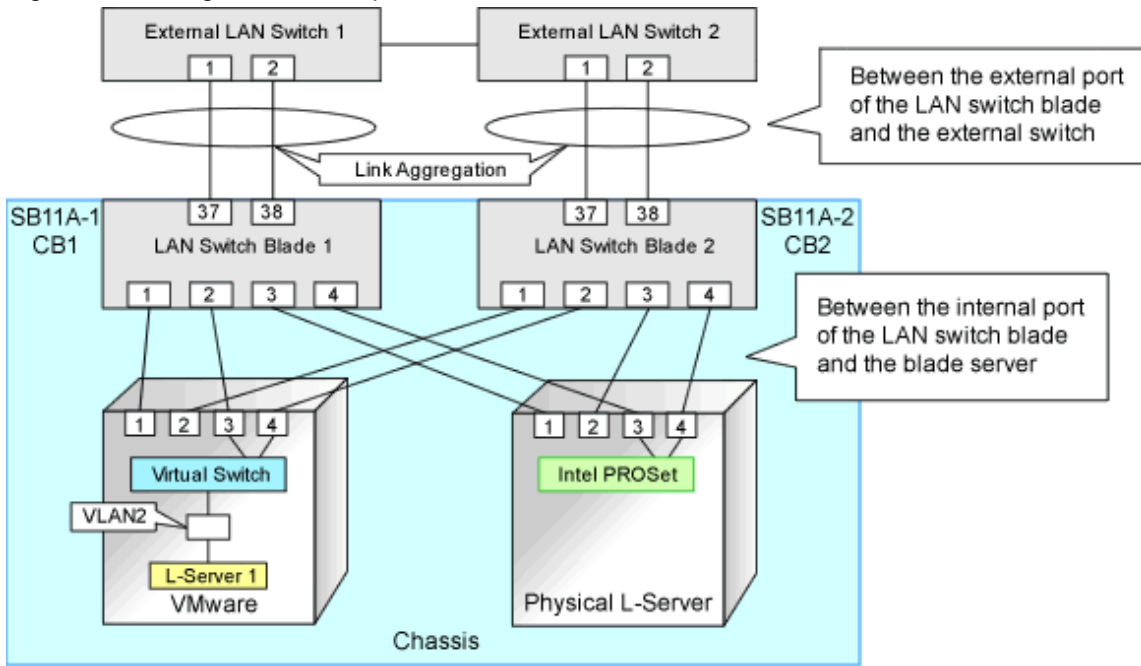 External LAN Switch 1
External LAN Switch 2
1 2
1 2
Between the external port
of the LAN switch blade
and the external switch
Link Aggregation
SB11A-1
CB1
37 38
LAN Switch Blade 1
1 2 3 4
37 38
LAN Switch Blade 2
1 2 3 4
SB11A-2
CB2
Between the internal port
of the LAN switch blade
and the blade server
1 2 3 4
Virtual Switch
VLAN2
L-Server 1
VMware
1 2 3 4
Intel PROSet
Physical L-Server
Chassis